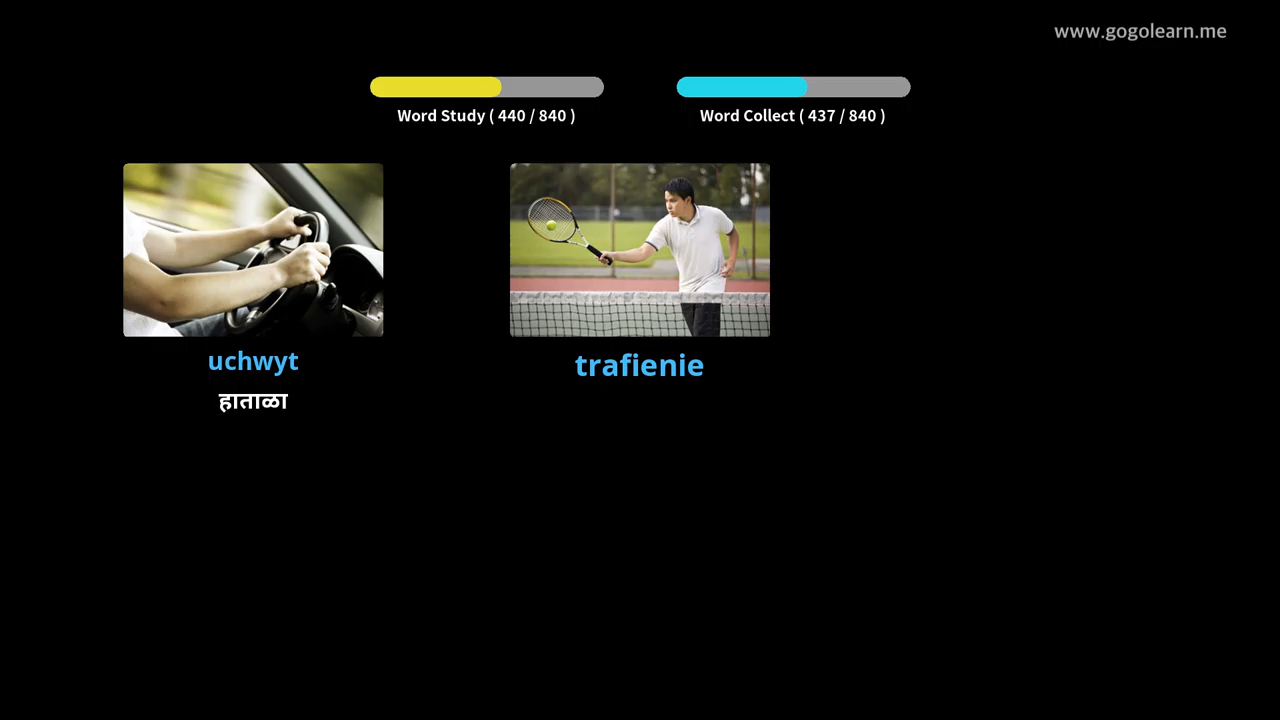 www.gogolearn.me
Word Study ( 440 / 840 )
Word Collect ( 437 / 840 )
uchwyt
trafienie
हाताळा